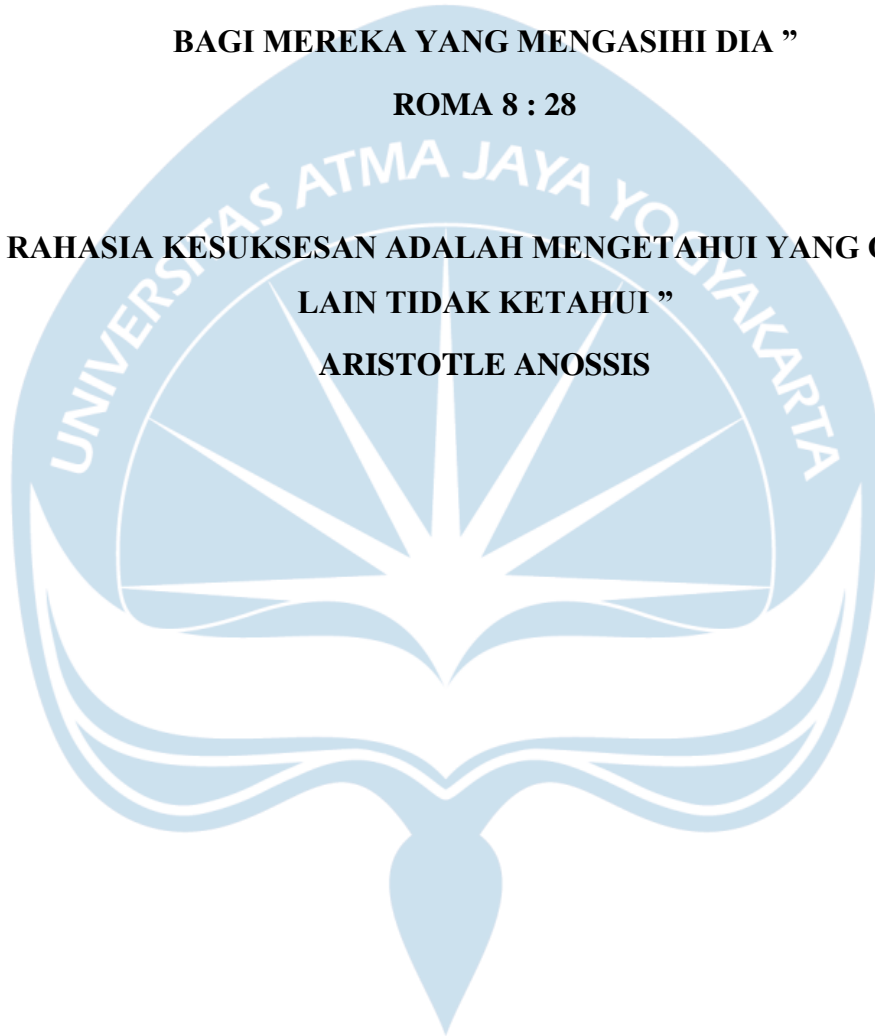 BAGI MEREKA YANG MENGASIHI DIA ”
ROMA 8 : 28
UNIVERSITAS ATMA JAYA YOGYAKARTA
RAHASIA KESUKSESAN ADALAH MENGETAHUI YANG
LAIN TIDAK KETAHUI ”
ARISTOTLE ANOSSIS